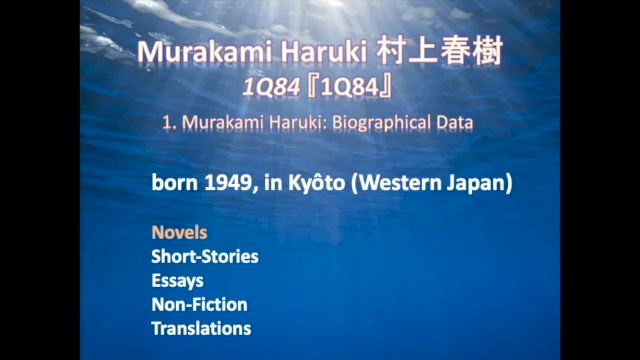 Murakami Haruki 村上春樹
1Q84『1Q84』
1. Murakami Haruki: Biographical Data
born 1949, in Kyôto (Western Japan)
Novels
Short-Stories
Essays
Non-Fiction
Translations